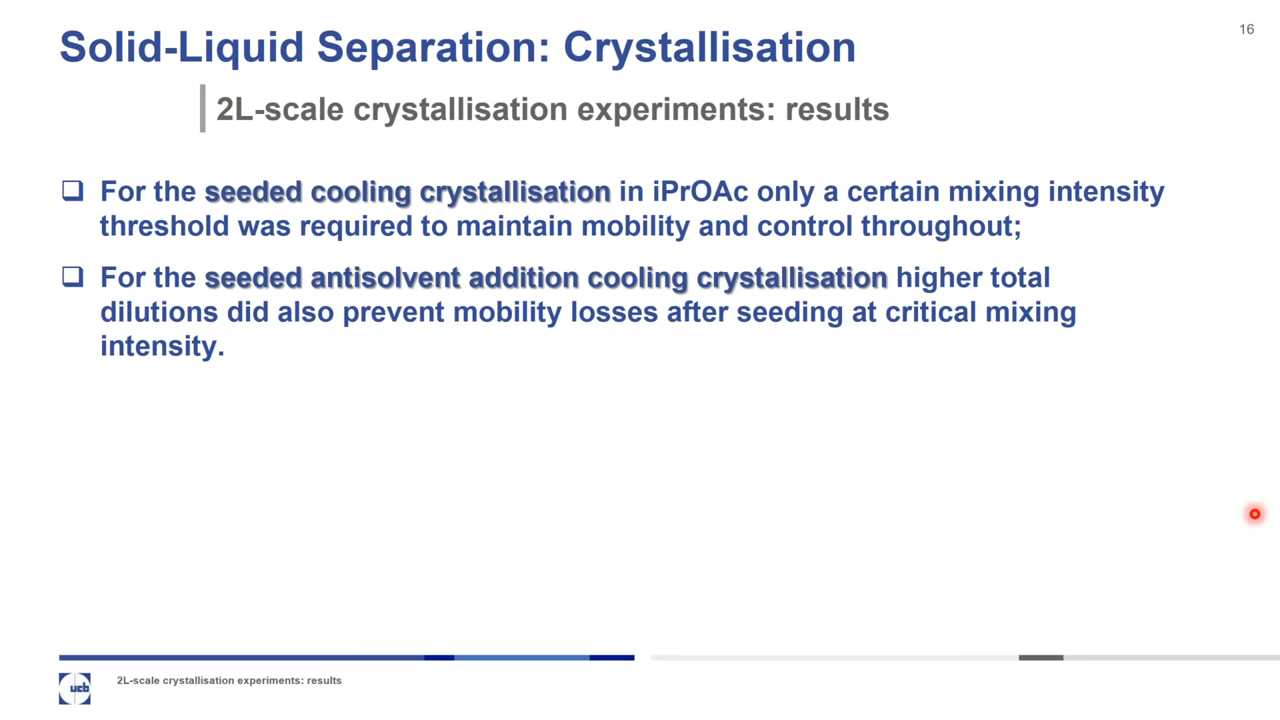 16
Solid-Liquid Separation: Crystallisation
2L-scale crystallisation experiments: results
For the seeded cooling crystallisation in iPrOAc only a certain mixing intensity
threshold was required to maintain mobility and control throughout;
For the seeded antisolvent addition cooling crystallisation higher total
dilutions did also prevent mobility losses after seeding at critical mixing
intensity.
ucb
2L-scale crystallisation experiments: results